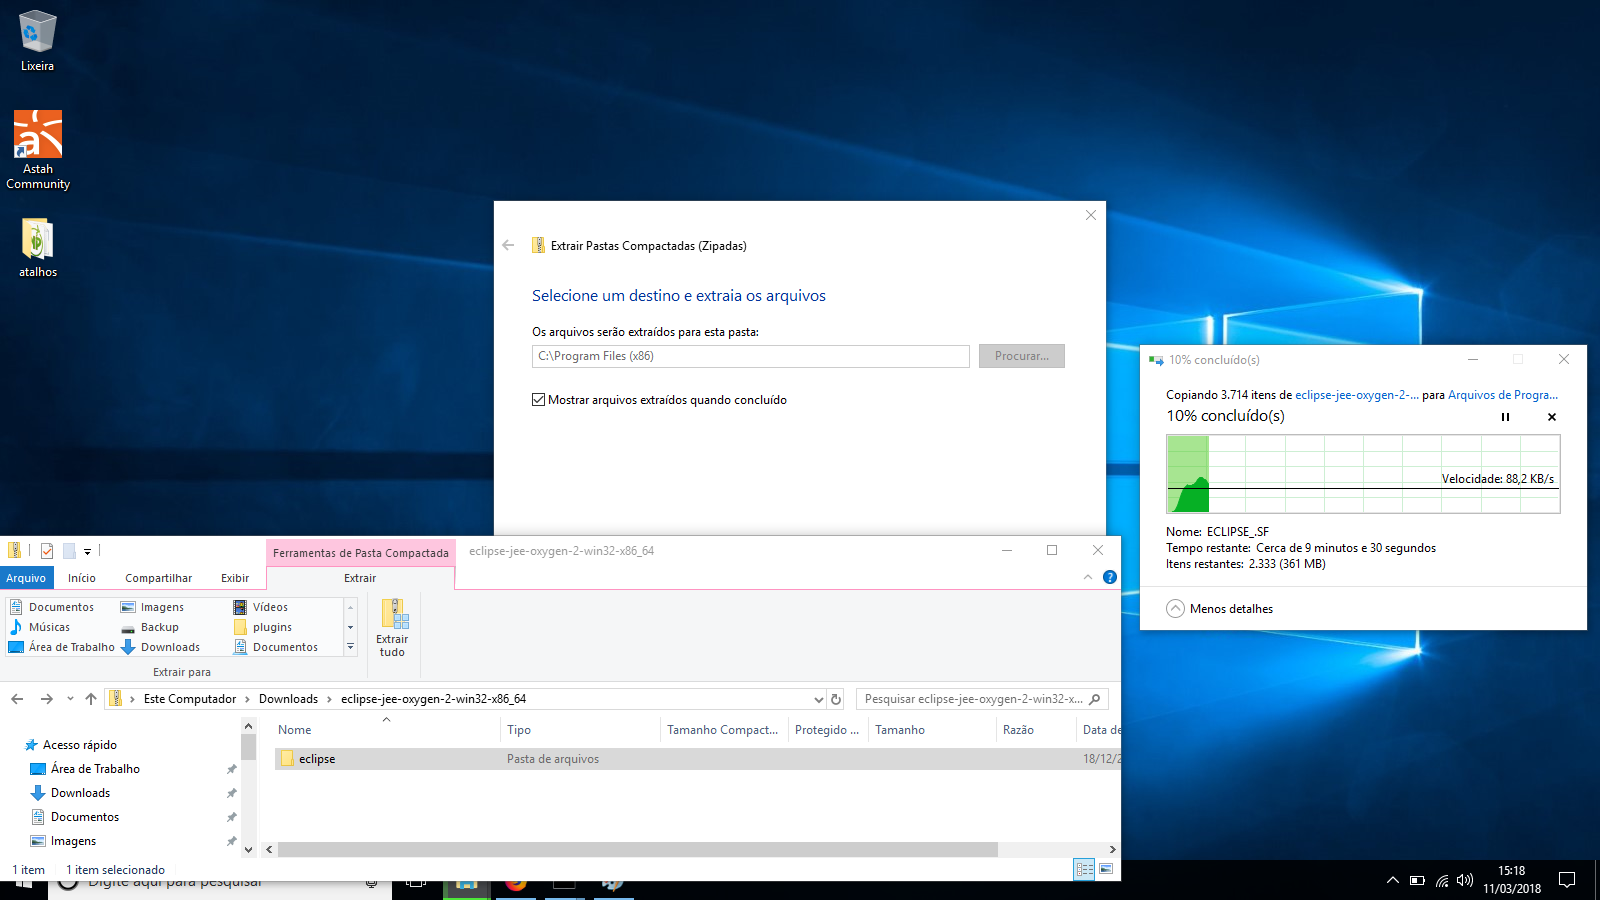 Lixeira
Astah
Community
atalhos
Extrair Pastas Compactadas (Zipadas)
Selecione um destino e extraia os arquivos
Os arquivos serão extraídos para esta pasta:
C:\Program Files (x86)
Procurar...
Mostrar arquivos extraídos quando concluído
10% concluído(s)
Copiando 3.714 itens de eclipse-jee-oxygen-2-... para Arquivos de Progra...
10% concluído(s)
Velocidade: 88,2 KB/s
Nome: ECLIPSE_.SF
Tempo restante: Cerca de 9 minutos e 30 segundos
Itens restantes: 2.333 (361 MB)
Menos detalhes
Ferramentas de Pasta Compactada
eclipse-jee-oxygen-2-win32-x86_64
Arquivo
Início
Compartilhar
Exibir
Extrair
Documentos
Imagens
Vídeos
Músicas
Backup
plugins
Área de Trabalho
Downloads
Documentos
Extrair para
Extrair
tudo
Este Computador > Downloads > eclipse-jee-oxygen-2-win32-x86_64
Pesquisar eclipse-jee-oxygen-2-win32-x...
Nome
Tipo
Tamanho Compact...
Protegido ...
Tamanho
Razão
Data de
eclipse
Pasta de arquivos
18/12/2
Acesso rápido
Área de Trabalho
Downloads
Documentos
Imagens
1 item
1 item selecionado
Digite aqui para pesquisar
15:18
11/03/2018